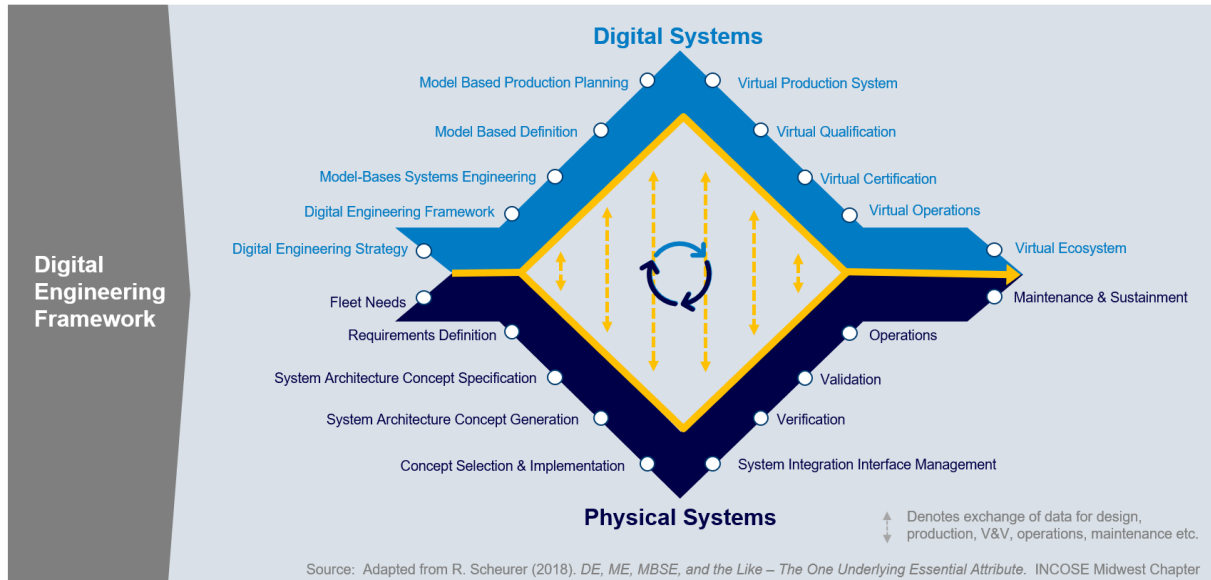 Digital Systems
Model Based Production Planning
Virtual Production System
Model Based Definition
Virtual Qualification
Model-Bases Systems Engineering
Virtual Certification
Digital Engineering Framework
Virtual Operations
Digital Engineering Strategy
Virtual Ecosystem
Digital
Engineering
Framework
Fleet Needs
Maintenance & Sustainment
Requirements Definition
Operations
System Architecture Concept Specification
Validation
System Architecture Concept Generation
Verification
Concept Selection & Implementation
System Integration Interface Management
Physical Systems
Denotes exchange of data for design,
production, V&V, operations, maintenance etc.
Source: Adapted from R. Scheurer (2018). DE, ME, MBSE, and the Like – The One Underlying Essential Attribute. INCOSE Midwest Chapter